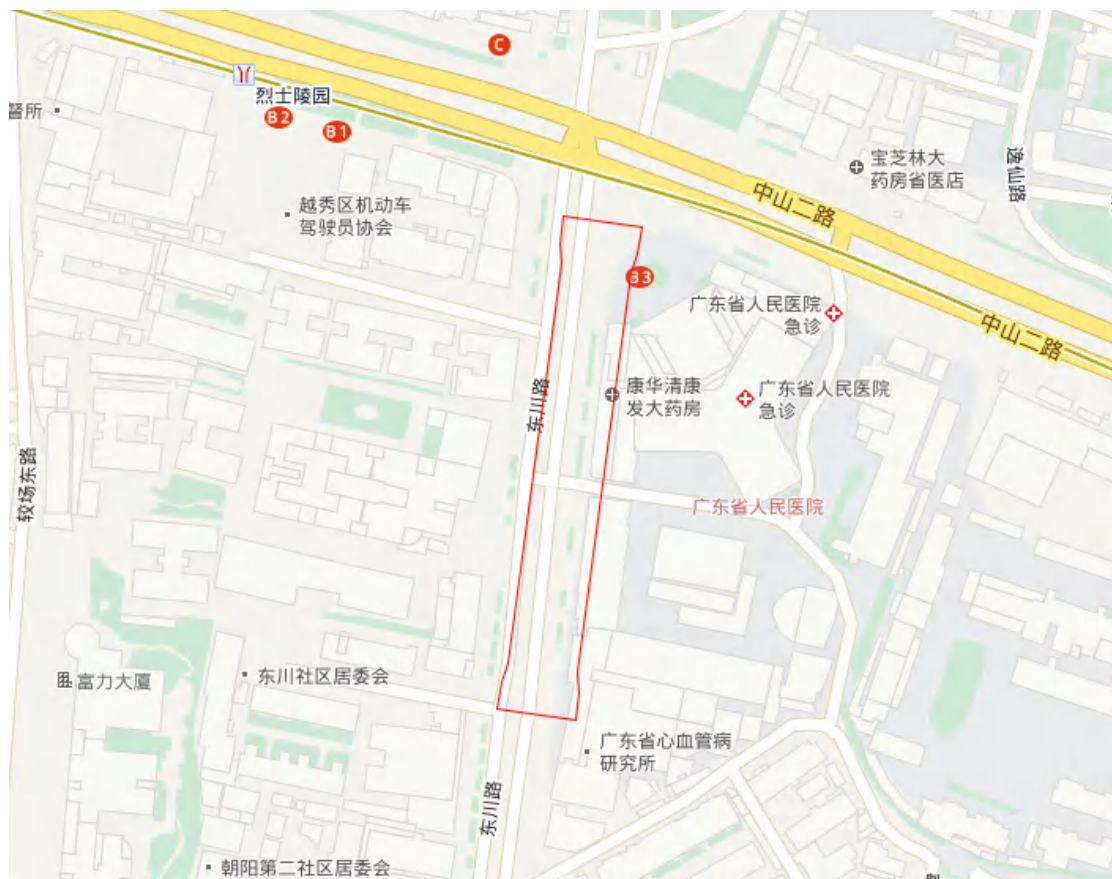 C
烈士陵园
督所
B2
B1
中山二路
宝芝林大
药房省医店
逸仙路
越秀区机动车
驾驶员协会
B3
广东省人民医院
急诊
中山二路
康华清康
发大药房
广东省人民医院
急诊
东川路
较场东路
广东省人民医院
富力大厦
东川社区居委会
广东省心血管病
研究所
东川路
朝阳第二社区居委会